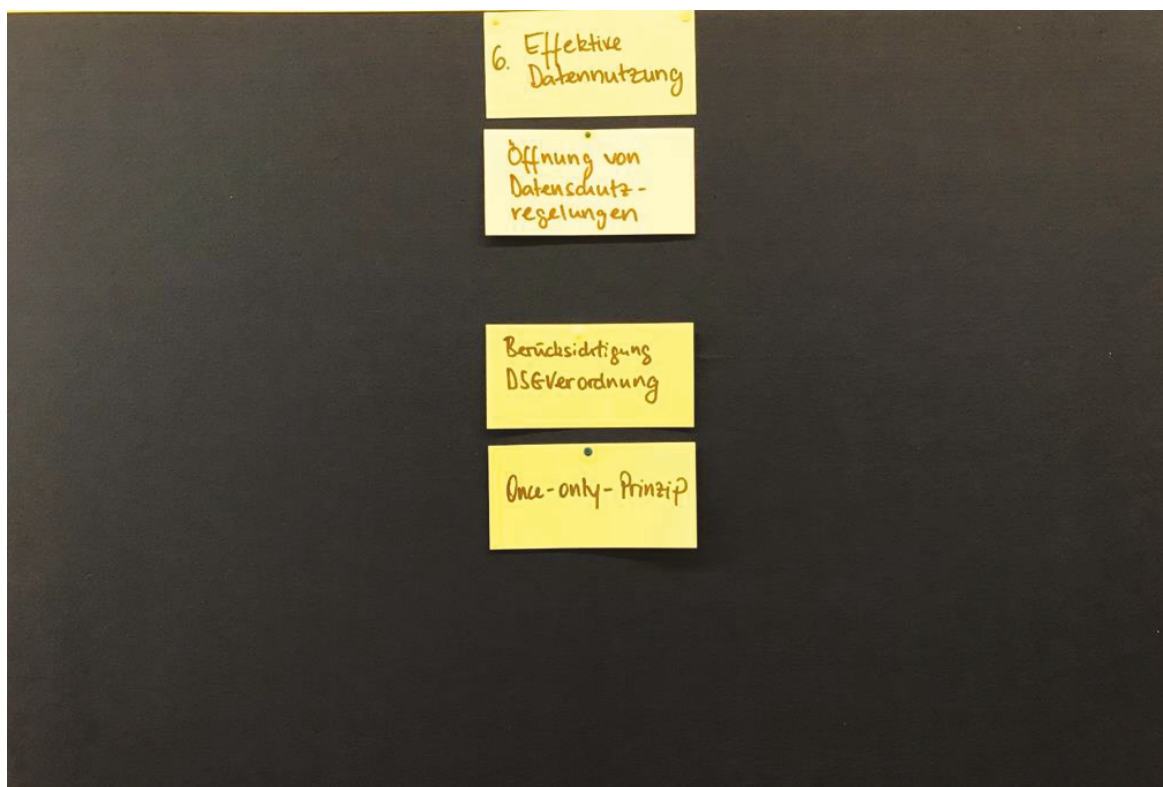 6. Effektive
Datennutzung
Öffnung von
Datenschutz-
regelungen
Berücksichtigung
DSGVerordnung
Once-only-Prinzip